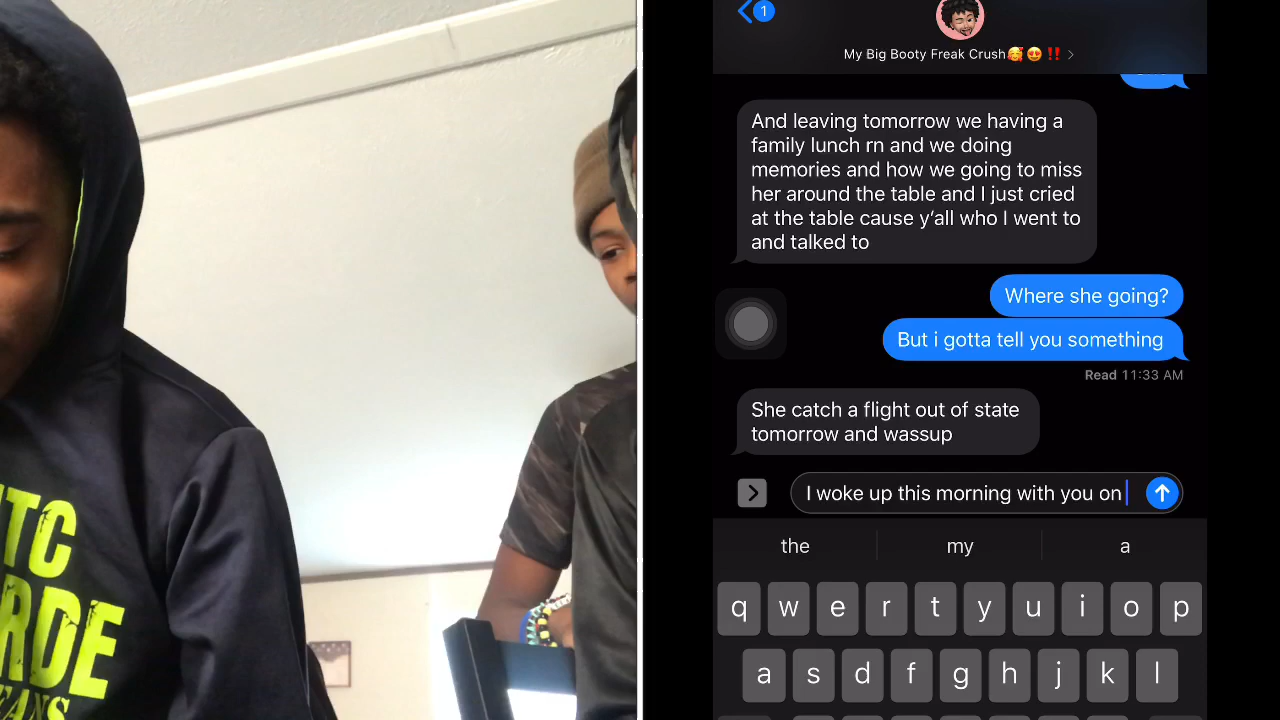 1
My Big Booty Freak Crush🥰😍‼️ >
And leaving tomorrow we having a
family lunch rn and we doing
memories and how we going to miss
her around the table and I just cried
at the table cause y'all who I went to
and talked to
Where she going?
But i gotta tell you something
Read 11:33 AM
She catch a flight out of state
tomorrow and wassup
I woke up this morning with you on
the my a
q w e r t y u i o p
a s d f g h j k l
TC
RDE